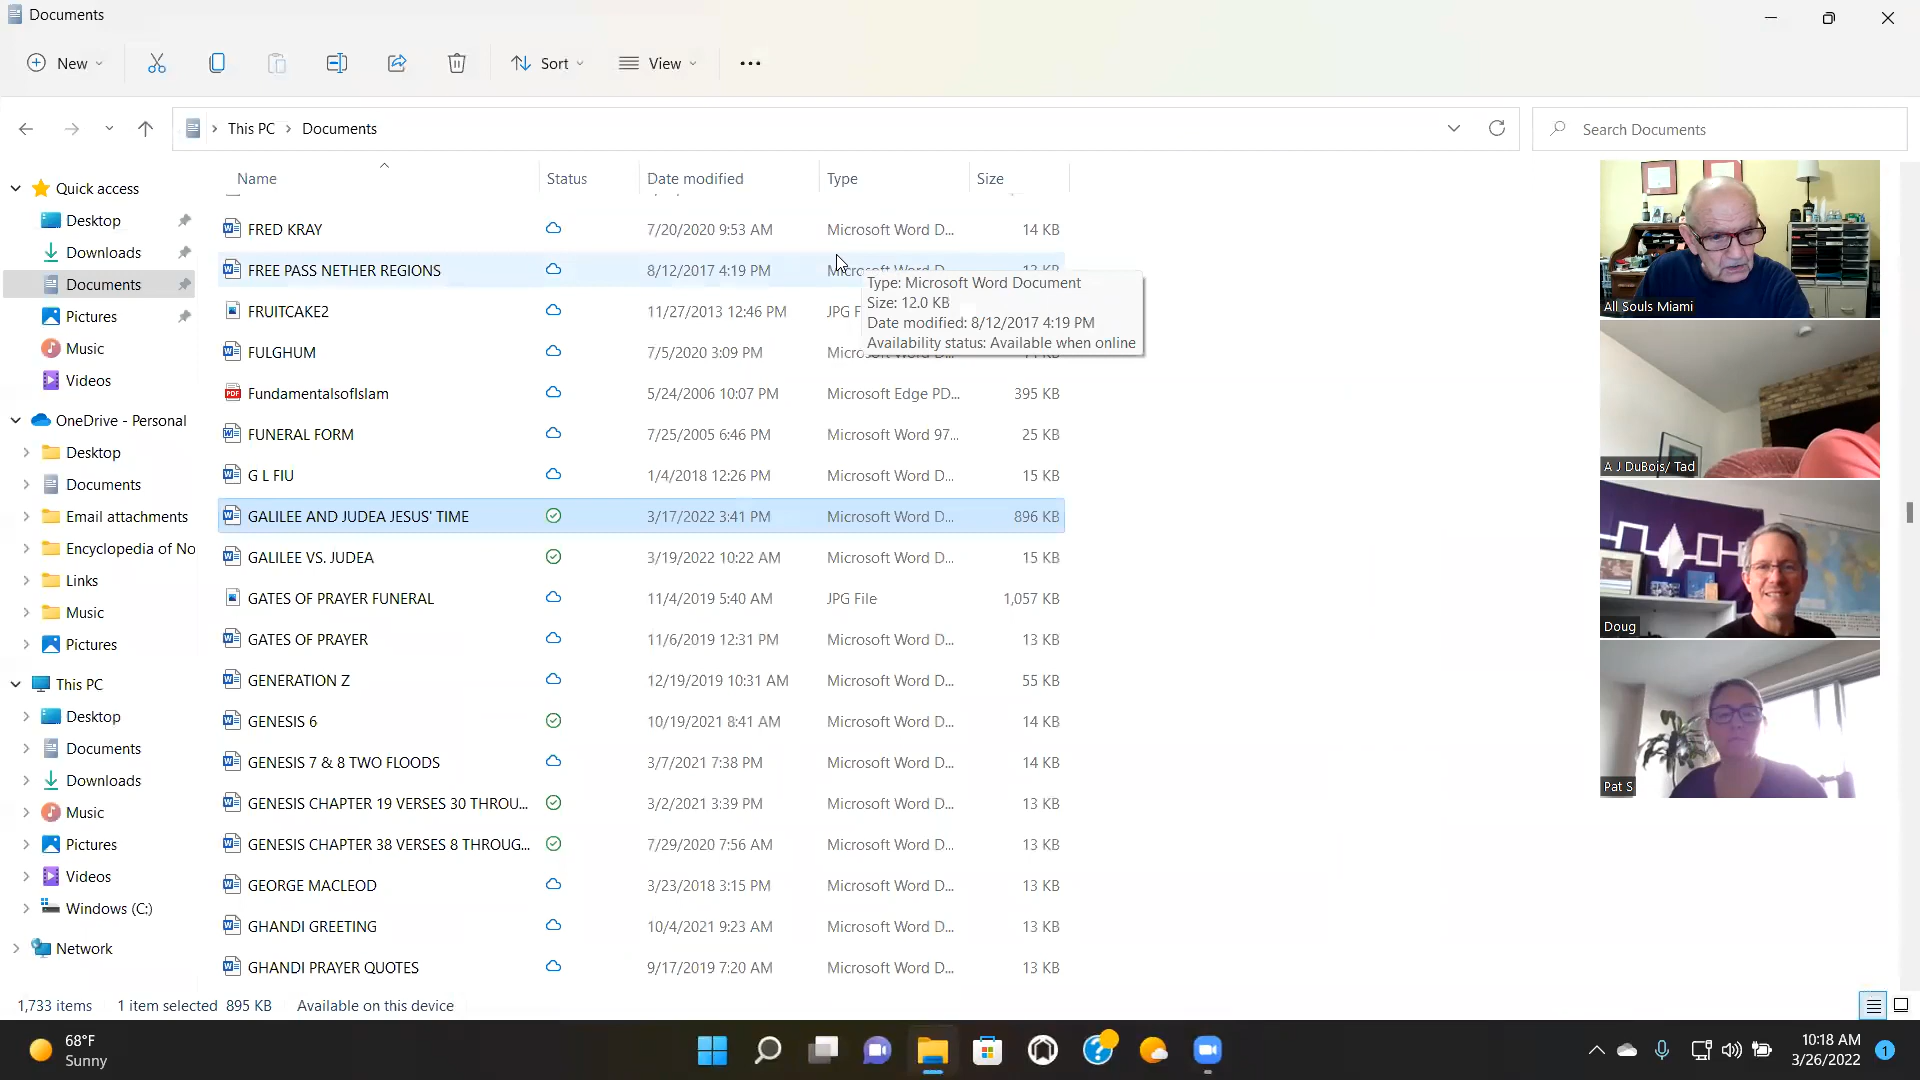 Documents
New
Sort
View
This PC
Documents
Search Documents
Name
Status
Date modified
Type
Size
Quick access
Desktop
Downloads
Documents
Pictures
Music
Videos
OneDrive - Personal
Desktop
Documents
Email attachments
Encyclopedia of No
Links
Music
Pictures
This PC
Desktop
Documents
Downloads
Music
Pictures
Videos
Windows (C:)
Network
FRED KRAY 7/20/2020 9:53 AM Microsoft Word D... 14 KB
FREE PASS NETHER REGIONS 8/12/2017 4:19 PM Microsoft Word D... 13 KB
FRUITCAKE2 11/27/2013 12:46 PM JPG F
FULGHUM 7/5/2020 3:09 PM
FundamentalsofIslam 5/24/2006 10:07 PM Microsoft Edge PD... 395 KB
FUNERAL FORM 7/25/2005 6:46 PM Microsoft Word 97... 25 KB
G L FIU 1/4/2018 12:26 PM Microsoft Word D... 15 KB
GALILEE AND JUDEA JESUS' TIME 3/17/2022 3:41 PM Microsoft Word D... 896 KB
GALILEE VS. JUDEA 3/19/2022 10:22 AM Microsoft Word D... 15 KB
GATES OF PRAYER FUNERAL 11/4/2019 5:40 AM JPG File 1,057 KB
GATES OF PRAYER 11/6/2019 12:31 PM Microsoft Word D... 13 KB
GENERATION Z 12/19/2019 10:31 AM Microsoft Word D... 55 KB
GENESIS 6 10/19/2021 8:41 AM Microsoft Word D... 14 KB
GENESIS 7 & 8 TWO FLOODS 3/7/2021 7:38 PM Microsoft Word D... 14 KB
GENESIS CHAPTER 19 VERSES 30 THROU... 3/2/2021 3:39 PM Microsoft Word D... 13 KB
GENESIS CHAPTER 38 VERSES 8 THROUG... 7/29/2020 7:56 AM Microsoft Word D... 13 KB
GEORGE MACLEOD 3/23/2018 3:15 PM Microsoft Word D... 13 KB
GHANDI GREETING 10/4/2021 9:23 AM Microsoft Word D... 13 KB
GHANDI PRAYER QUOTES 9/17/2019 7:20 AM Microsoft Word D... 13 KB
Type: Microsoft Word Document
Size: 12.0 KB
Date modified: 8/12/2017 4:19 PM
Availability status: Available when online
All Souls Miami
A J DuBois/ Tad
Doug
Pat S
1,733 items 1 item selected 895 KB Available on this device
68°F
Sunny
10:18 AM
3/26/2022
1